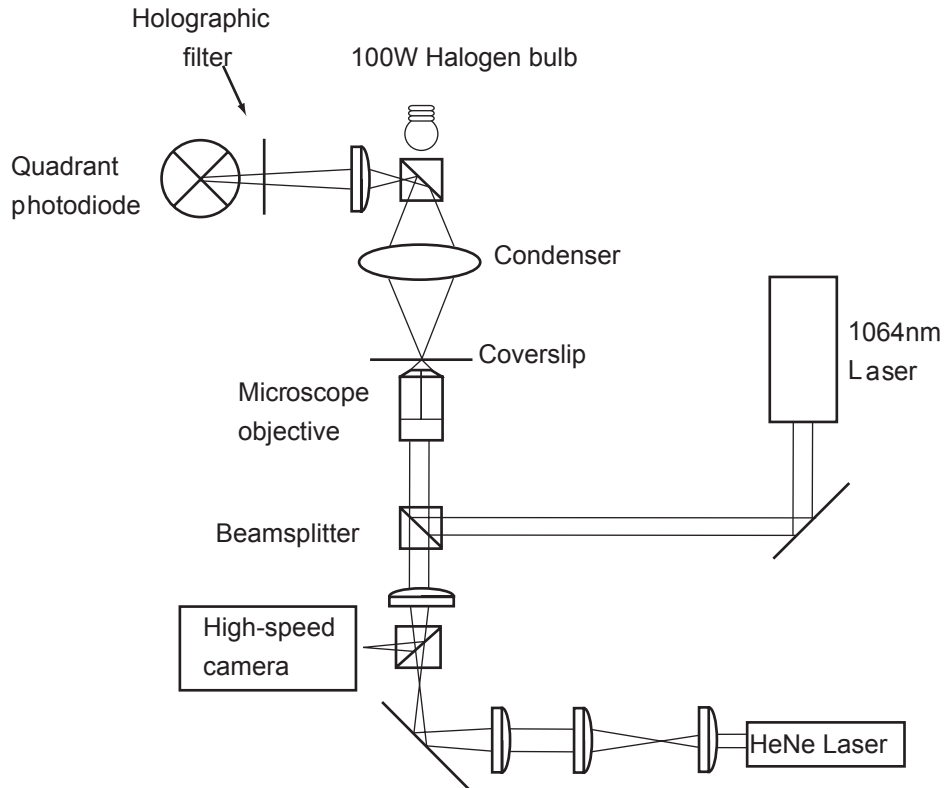 Holographic
filter
100W Halogen bulb
Quadrant
photodiode
Condenser
Coverslip
1064nm
Laser
Microscope
objective
Beamsplitter
High-speed
camera
HeNe Laser